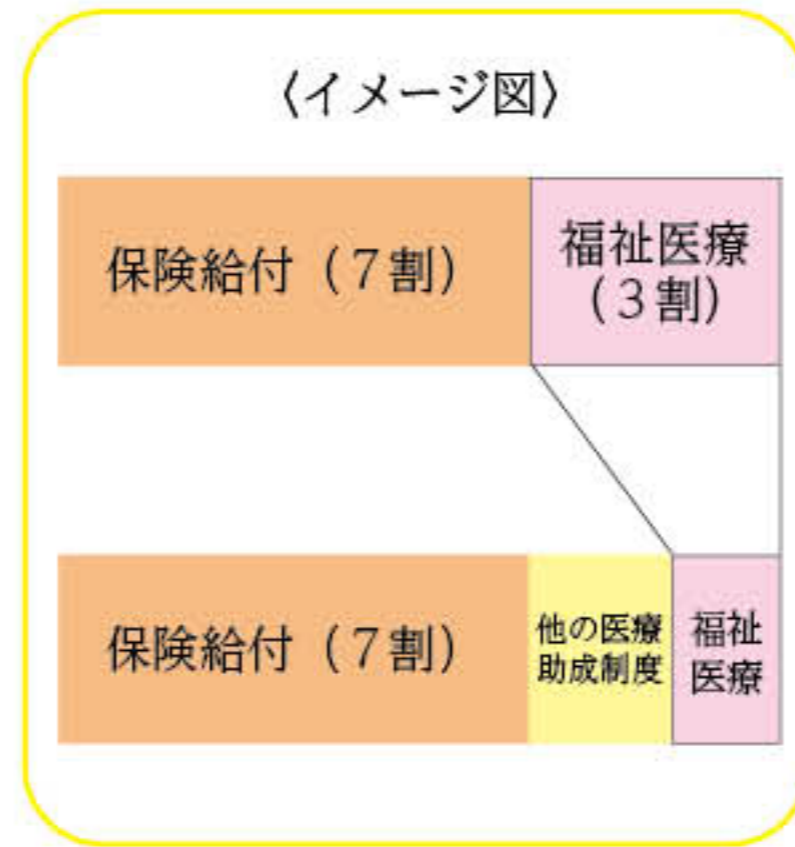 〈イメージ図〉
保険給付（７割）
福祉医療
（３割）
保険給付（７割）
他の医療
助成制度
福祉
医療